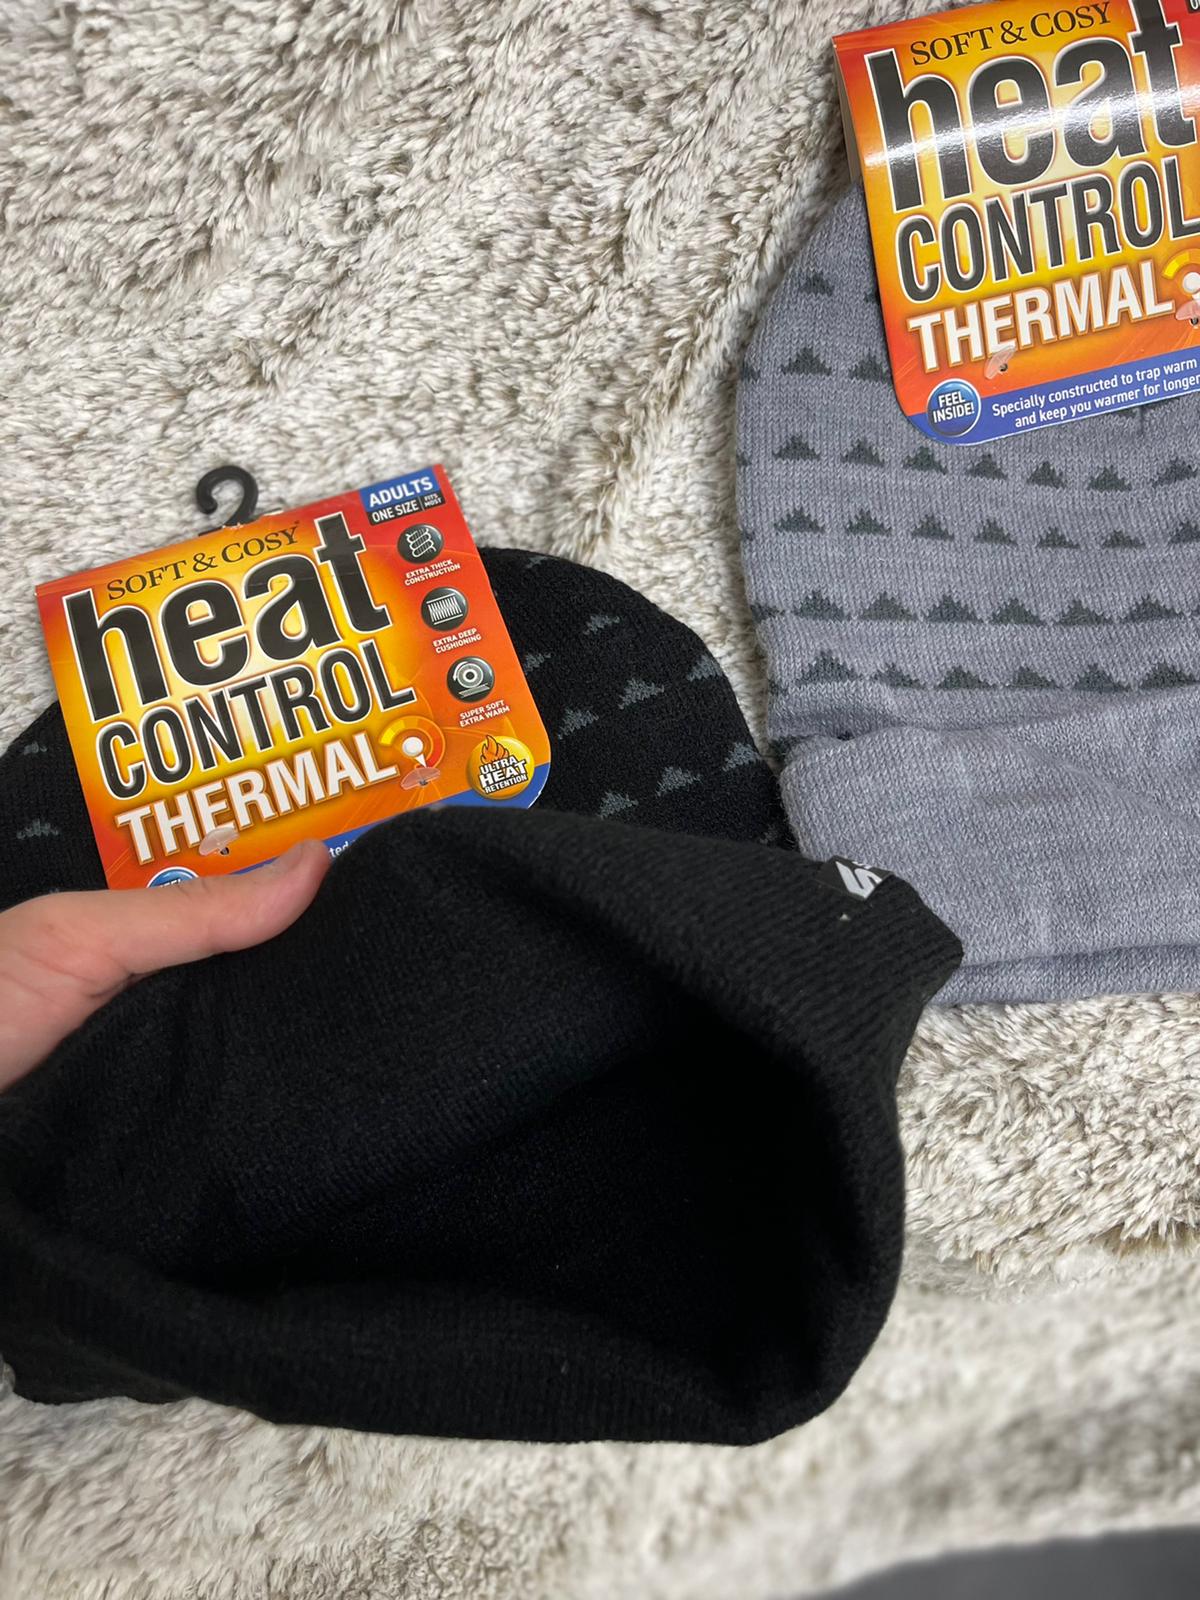 SOFT & COSY
heat
CONTROL
THERMAL
FEEL
INSIDE!
Specially constructed to trap warm
and keep you warmer for longer
SOFT & COSY
heat
CONTROL
THERMAL
ADULTS
ONE SIZE
FITS
MOST
EXTRA THICK
CONSTRUCTION
EXTRA DEEP
CUSHIONING
SUPER SOFT
EXTRA WARM
ULTRA
HEAT
RETENTION